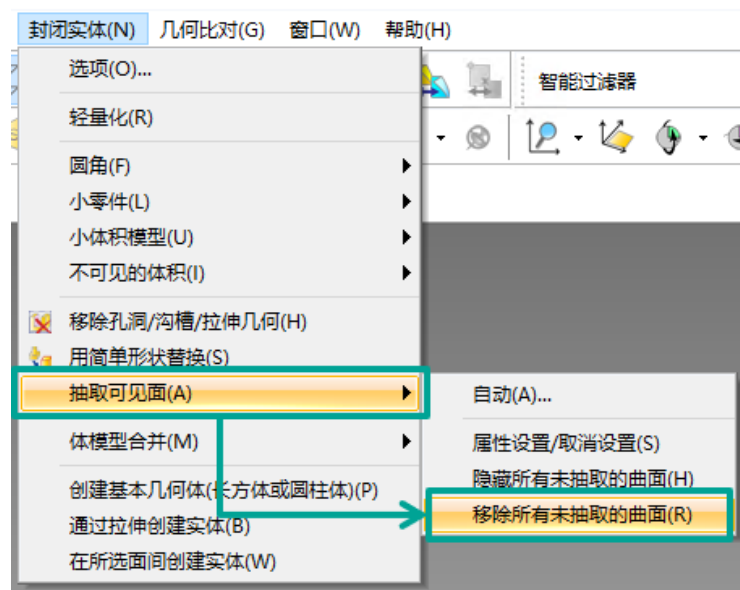 封闭实体(N) 几何比对(G) 窗口(W) 帮助(H)
选项(O)...
智能过滤器
轻量化(R)
圆角(F)
小零件(L)
小体积模型(U)
不可见的体积(I)
移除孔洞/沟槽/拉伸几何(H)
用简单形状替换(S)
抽取可见面(A)
自动(A)...
体模型合并(M)
属性设置/取消设置(S)
隐藏所有未抽取的曲面(H)
移除所有未抽取的曲面(R)
创建基本几何体(长方体或圆柱体)(P)
通过拉伸创建实体(B)
在所选面间创建实体(W)